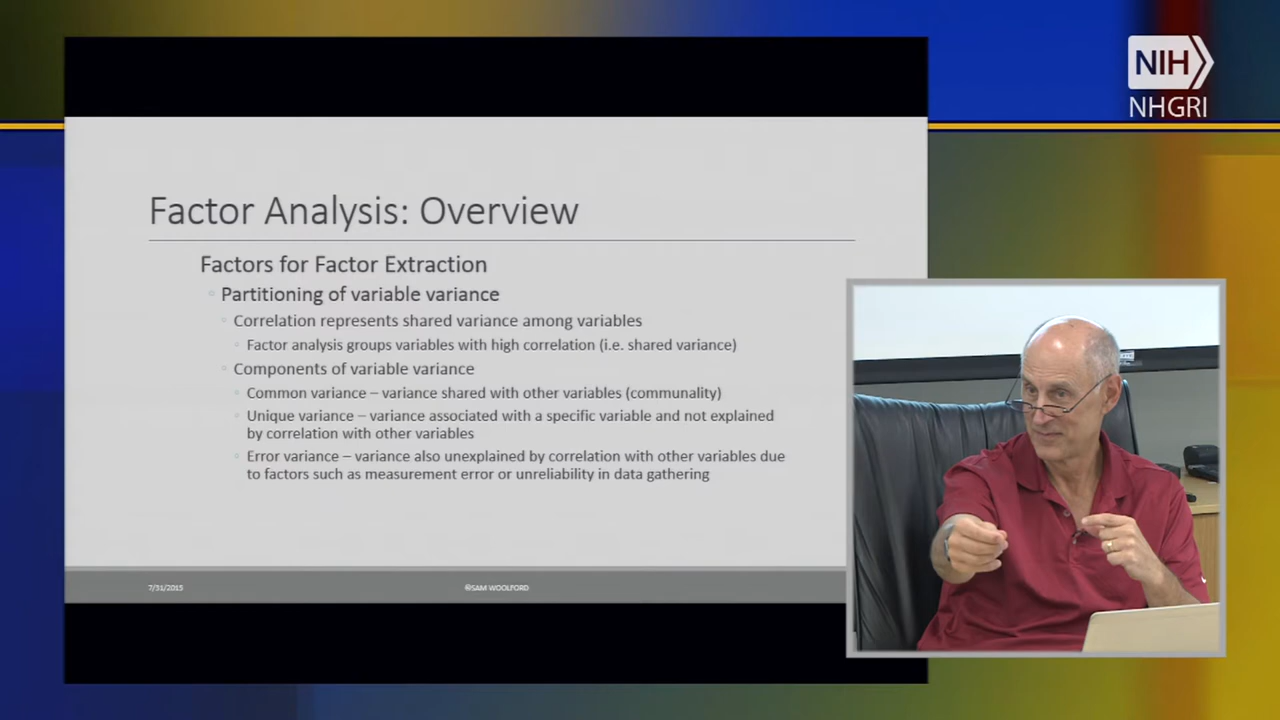 NIH
NHGRI
Factor Analysis: Overview
Factors for Factor Extraction
Partitioning of variable variance
Correlation represents shared variance among variables
Factor analysis groups variables with high correlation (i.e. shared variance)
Components of variable variance
Common variance – variance shared with other variables (communality)
Unique variance – variance associated with a specific variable and not explained
by correlation with other variables
Error variance – variance also unexplained by correlation with other variables due
to factors such as measurement error or unreliability in data gathering
7/31/2015
©SAM WOOLFORD